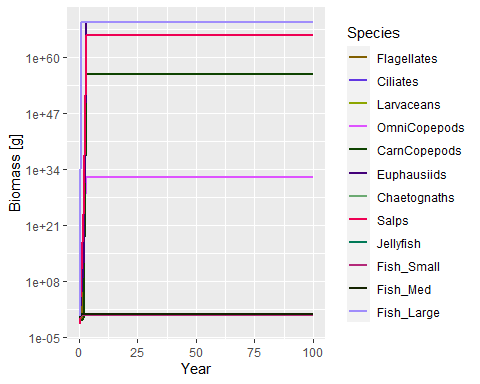 Species
1e+60
1e+47
1e+34
1e+21
1e+08
1e-05
Biomass [g]
0
25
50
75
100
Year
Flagellates
Ciliates
Larvaceans
OmniCopepods
CarnCopepods
Euphausiids
Chaetognaths
Salps
Jellyfish
Fish_Small
Fish_Med
Fish_Large